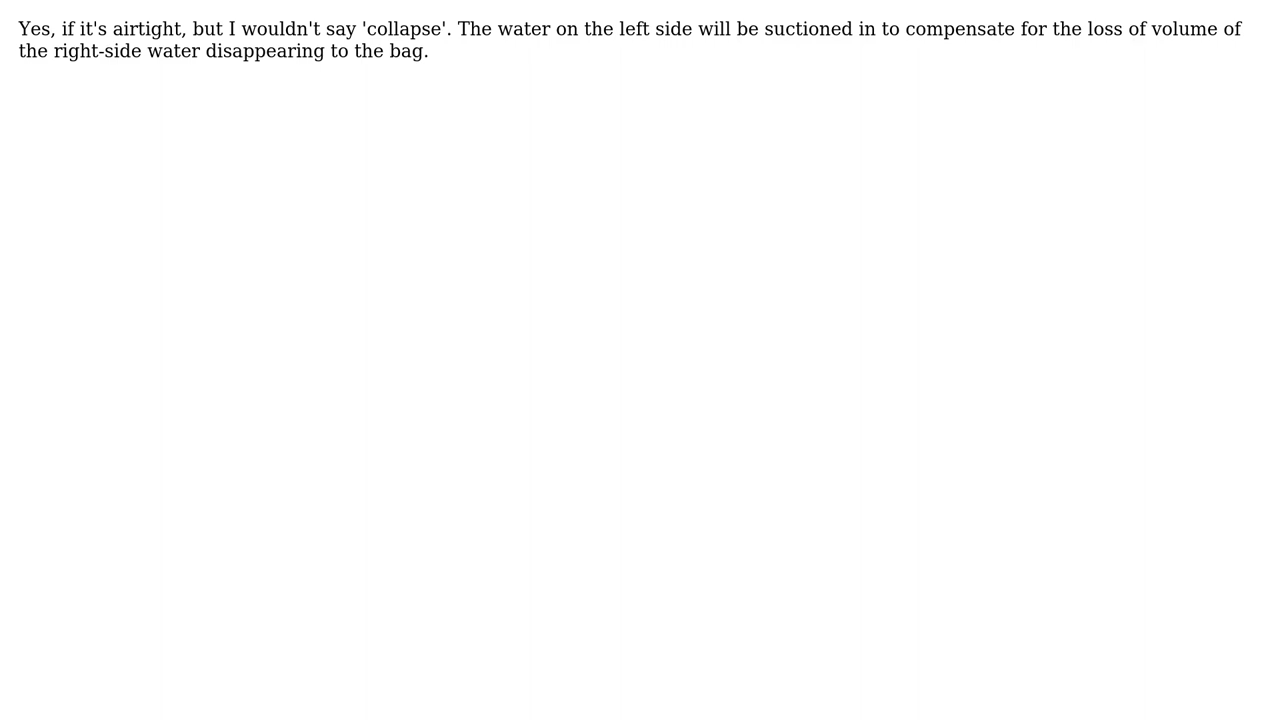 Yes, if it's airtight, but I wouldn't say 'collapse'. The water on the left side will be suctioned in to compensate for the loss of volume of
the right-side water disappearing to the bag.